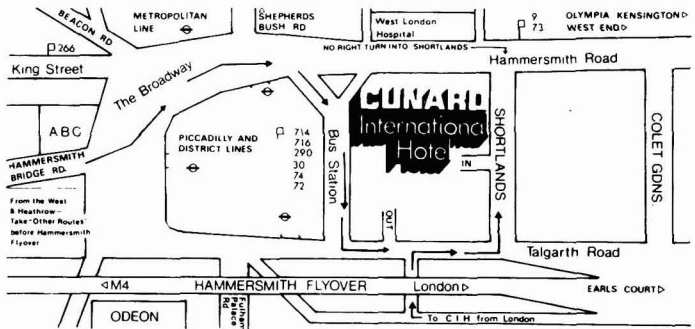 BEACON RD
METROPOLITAN
LINE
SHEPHERDS
BUSH RD
West London
Hospital
9
73
OLYMPIA KENSINGTON
WEST END
266
NO RIGHT TURN INTO SHORTLANDS
King Street
Hammersmith Road
The Broadway
CUNARD
International
Hotel
ABC
PICCADILLY AND
DISTRICT LINES
714
716
290
30
74
72
Bus Station
SHORTLANDS
COLET GDNS.
IN
HAMMERSMITH
BRIDGE RD.
From the West
& Heathrow-
Take "Other Routes"
before Hammersmith
Flyover
OUT
Talgarth Road
M4
HAMMERSMITH FLYOVER
London
EARLS COURT
ODEON
Fulham
Palace
Rd
To C I H from London